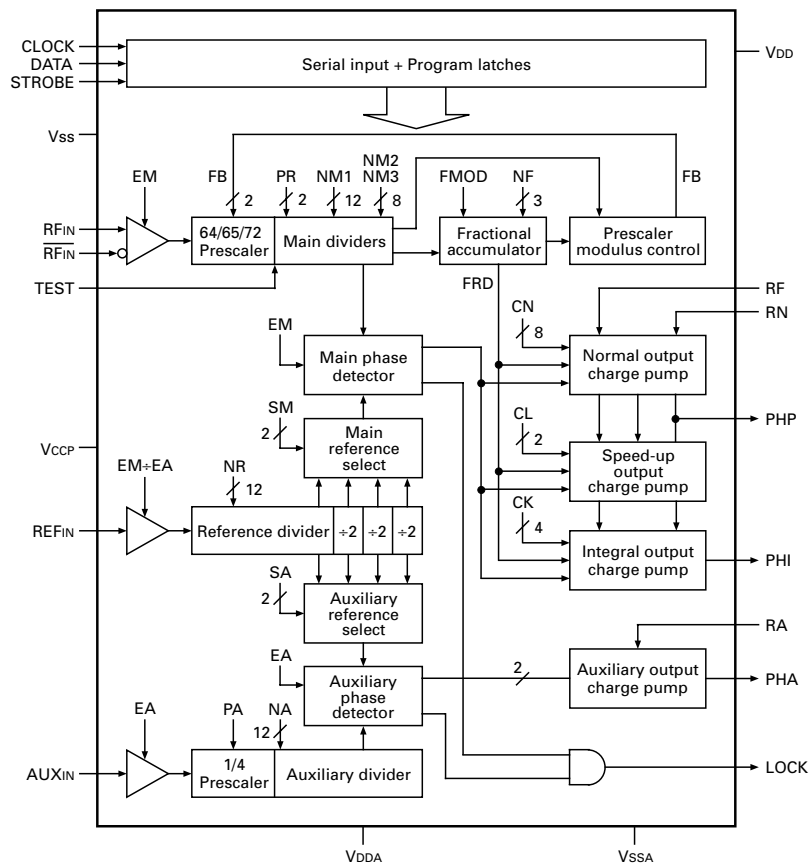 CLOCK
DATA
STROBE
Serial input + Program latches
VDD
Vss
EM
FB
2
PR
2
NM1
12
NM2
NM3
8
FMOD
NF
3
FB
RFIN
RFIN
64/65/72
Prescaler
Main dividers
Fractional
accumulator
Prescaler
modulus control
TEST
FRD
RF
RN
EM
Main phase
detector
CN
8
Normal output
charge pump
SM
2
Main
reference
select
CL
2
Speed-up
output
charge pump
PHP
VCCP
EM÷EA
NR
12
REFIN
Reference divider
÷2
÷2
÷2
CK
4
Integral output
charge pump
PHI
SA
2
Auxiliary
reference
select
RA
EA
Auxiliary
phase
detector
2
Auxiliary output
charge pump
PHA
EA
PA
NA
12
AUXIN
1/4
Prescaler
Auxiliary divider
LOCK
VDDA
VSSA